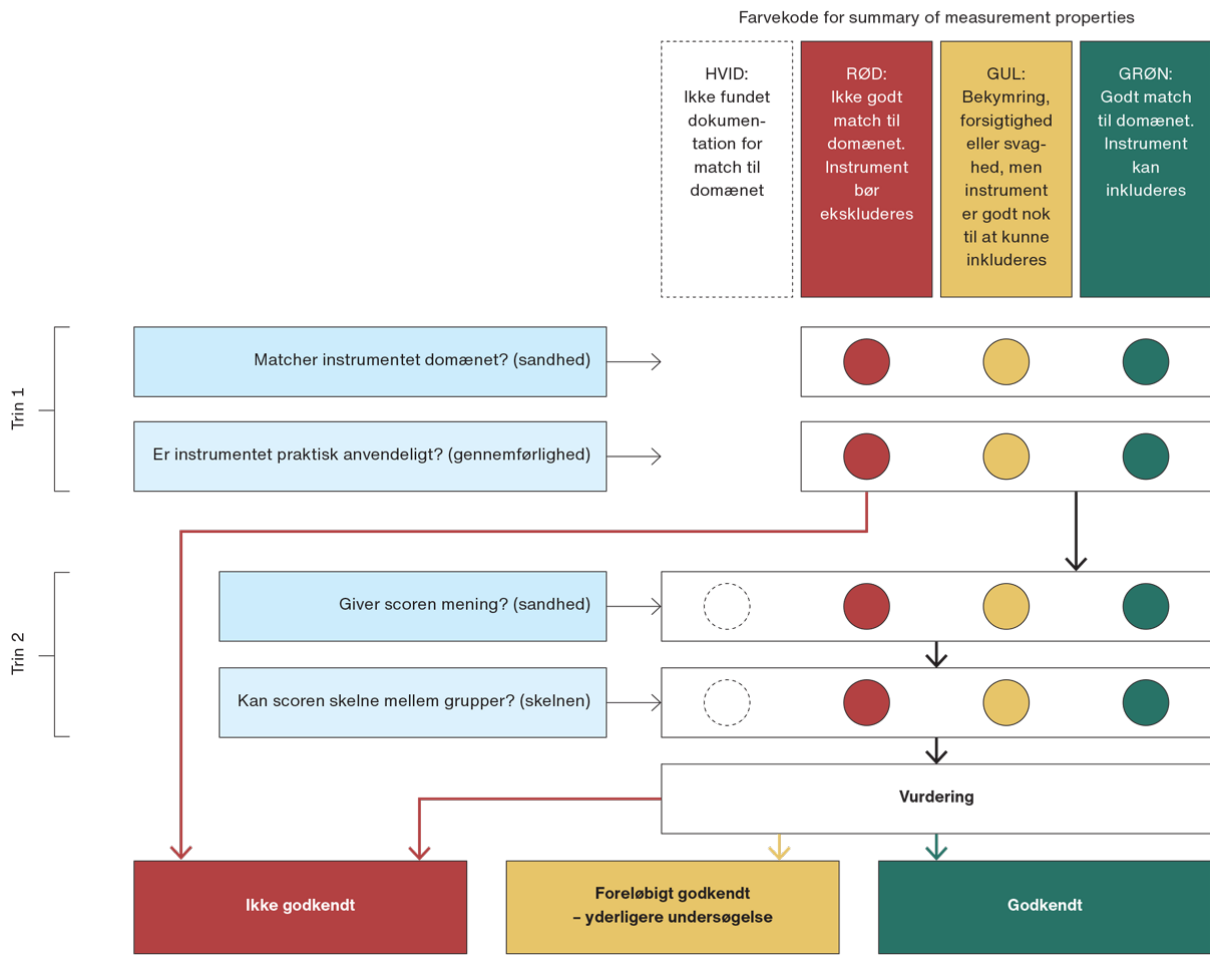 Farvekode for summary of measurement properties
HVID:
Ikke fundet
dokumen-
tation for
match til
domænet
RØD:
Ikke godt
match til
domænet.
Instrument
bør
ekskluderes
GUL:
Bekymring,
forsigtighed
eller svag-
hed, men
instrument
er godt nok
til at kunne
inkluderes
GRØN:
Godt match
til domænet.
Instrument
kan
inkluderes
Trin 1
Matcher instrumentet domænet? (sandhed)
Er instrumentet praktisk anvendeligt? (gennemførlighed)
Trin 2
Giver scoren mening? (sandhed)
Kan scoren skelne mellem grupper? (skelnen)
Vurdering
Ikke godkendt
Foreløbigt godkendt
– yderligere undersøgelse
Godkendt